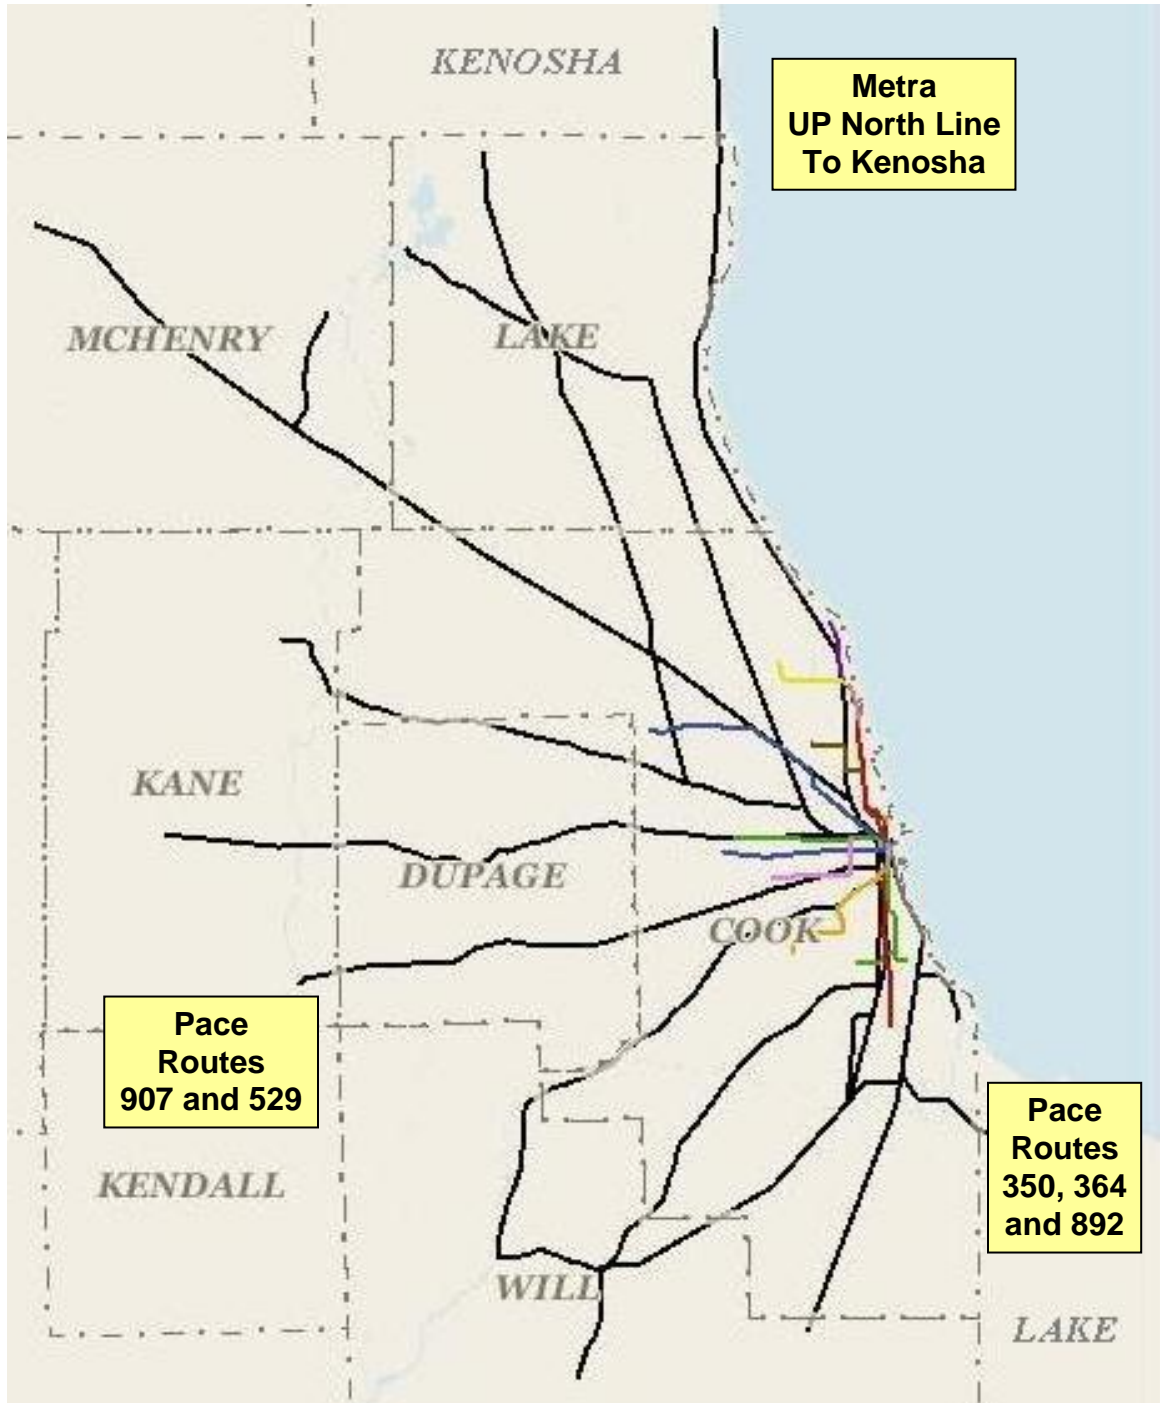 KENOSHA
Metra
UP North Line
To Kenosha
MCHENRY
LAKE
KANE
DUPAGE
COOK
Pace
Routes
907 and 529
KENDALL
Pace
Routes
350, 364
and 892
WILL
LAKE